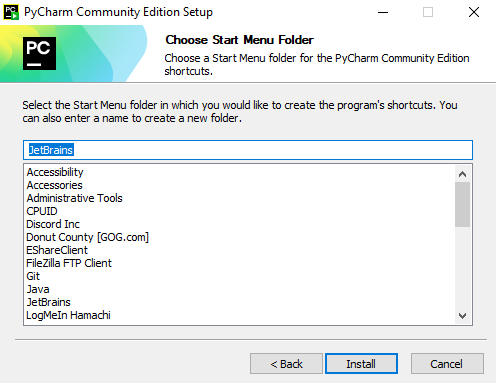 PyCharm Community Edition Setup
PC
Choose Start Menu Folder
Choose a Start Menu folder for the PyCharm Community Edition
shortcuts.
Select the Start Menu folder in which you would like to create the program's shortcuts. You
can also enter a name to create a new folder.
JetBrains
Accessibility
Accessories
Administrative Tools
CPUID
Discord Inc
Donut County [GOG.com]
EShareClient
FileZilla FTP Client
Git
Java
JetBrains
LogMeIn Hamachi
< Back
Install
Cancel